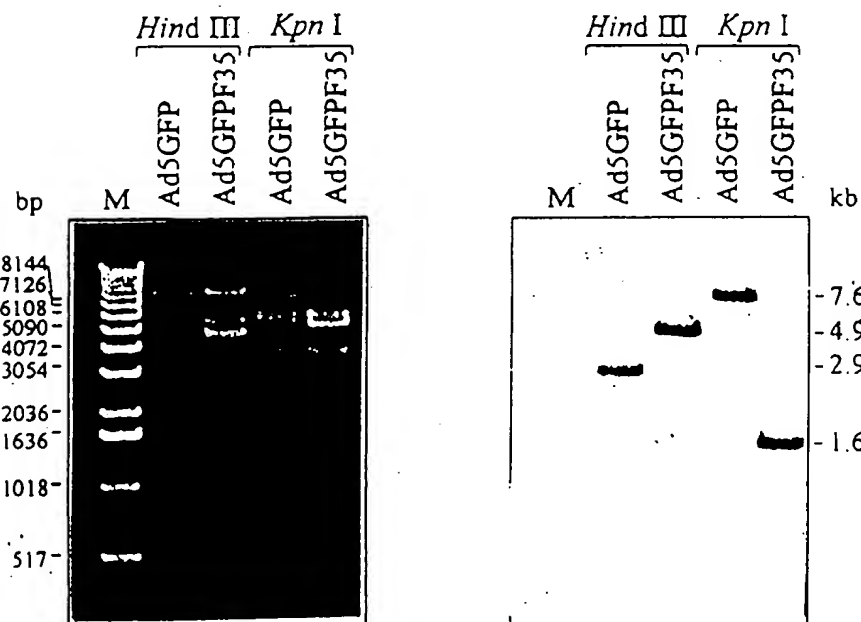 Hind III Kpn I
Ad5GFP
Ad5GFPF35
Ad5GFP
Ad5GFPF35
bp M
8144
7126
6108
5090
4072
3054
2036
1636
1018
517
Hind III Kpn I
Ad5GFP
Ad5GFPF35
Ad5GFP
Ad5GFPF35
M kb
-7.6
-4.9
-2.9
-1.6